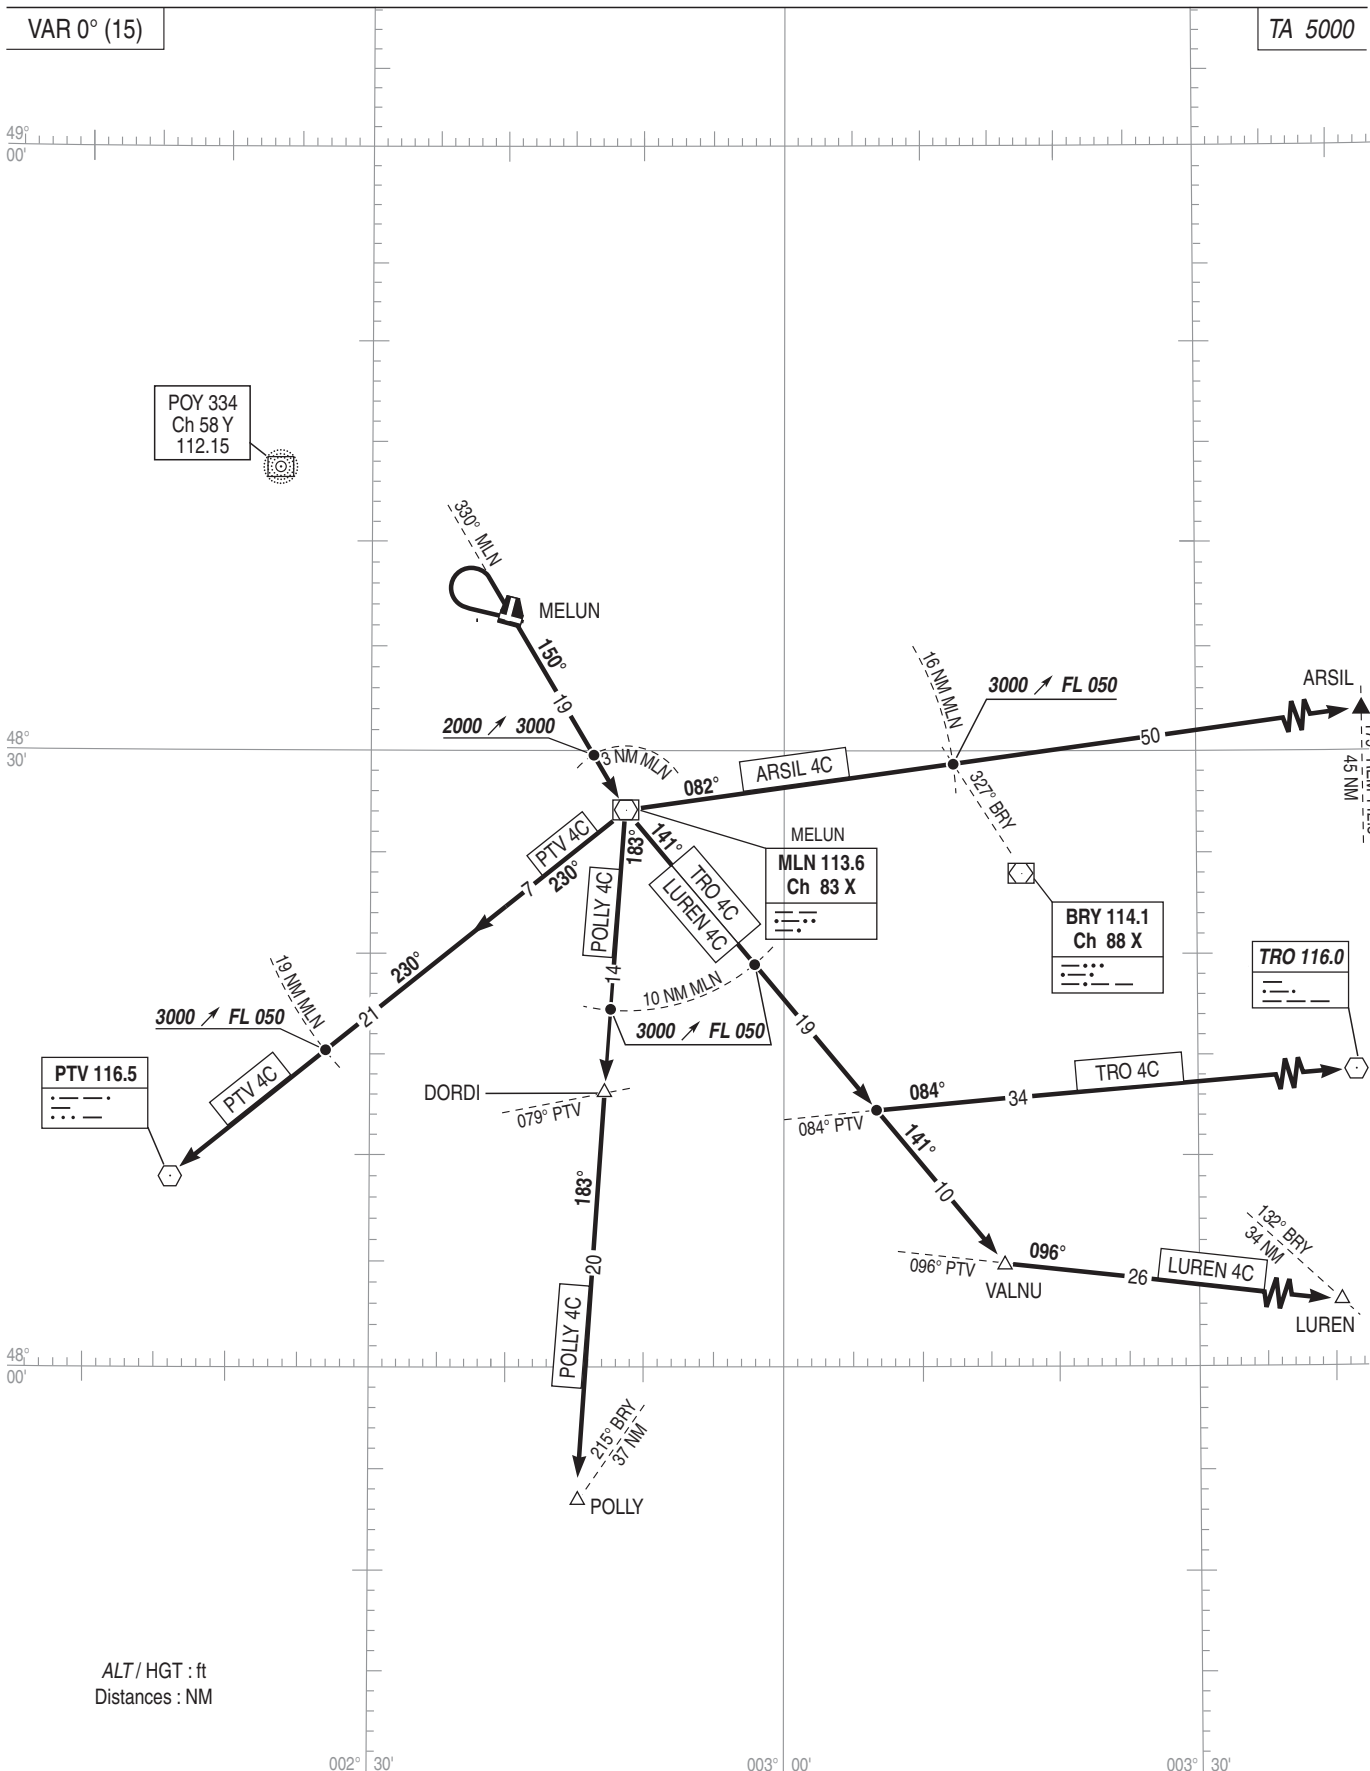 VAR 0° (15)
TA 5000
49°
00'
POY 334
Ch 58 Y
112.15
330° MLN
MELUN
150°
19
2000 ➚ 3000
3 NM MLN
48°
30'
16 NM MLN
3000 ➚ FL 050
ARSIL
50
45 NM
ARSIL 4C
082°
327° BRY
PTV 4C
230°
7
183°
141°
POLLY 4C
TRO 4C
LUREN 4C
MELUN
MLN 113.6
Ch 83 X
BRY 114.1
Ch 88 X
TRO 116.0
230°
19 NM MLN
14
10 NM MLN
3000 ➚ FL 050
21
3000 ➚ FL 050
19
PTV 116.5
PTV 4C
DORDI
079° PTV
084° PTV
084°
34
TRO 4C
141°
10
183°
20
096° PTV
096°
VALNU
26
LUREN 4C
132° BRY
34 NM
LUREN
48°
00'
POLLY 4C
215° BRY
37 NM
POLLY
ALT / HGT : ft
Distances : NM
002° 30'
003° 00'
003° 30'